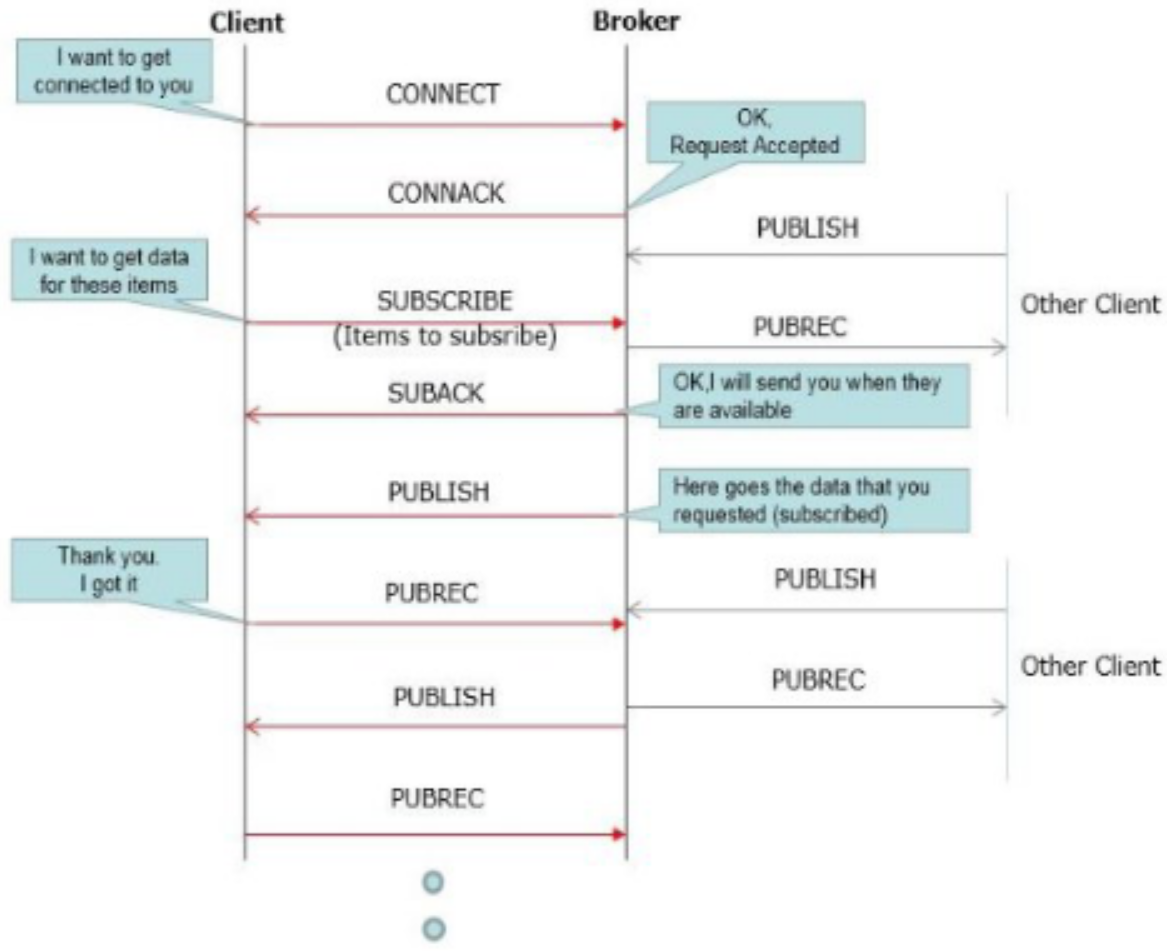 Client
Broker
I want to get
connected to you
CONNECT
OK,
Request Accepted
CONNACK
PUBLISH
I want to get data
for these items
SUBSCRIBE
(Items to subsribe)
Other Client
PUBREC
SUBACK
OK,I will send you when they
are available
PUBLISH
Here goes the data that you
requested (subscribed)
Thank you.
I got it
PUBREC
PUBLISH
Other Client
PUBREC
PUBLISH
PUBREC